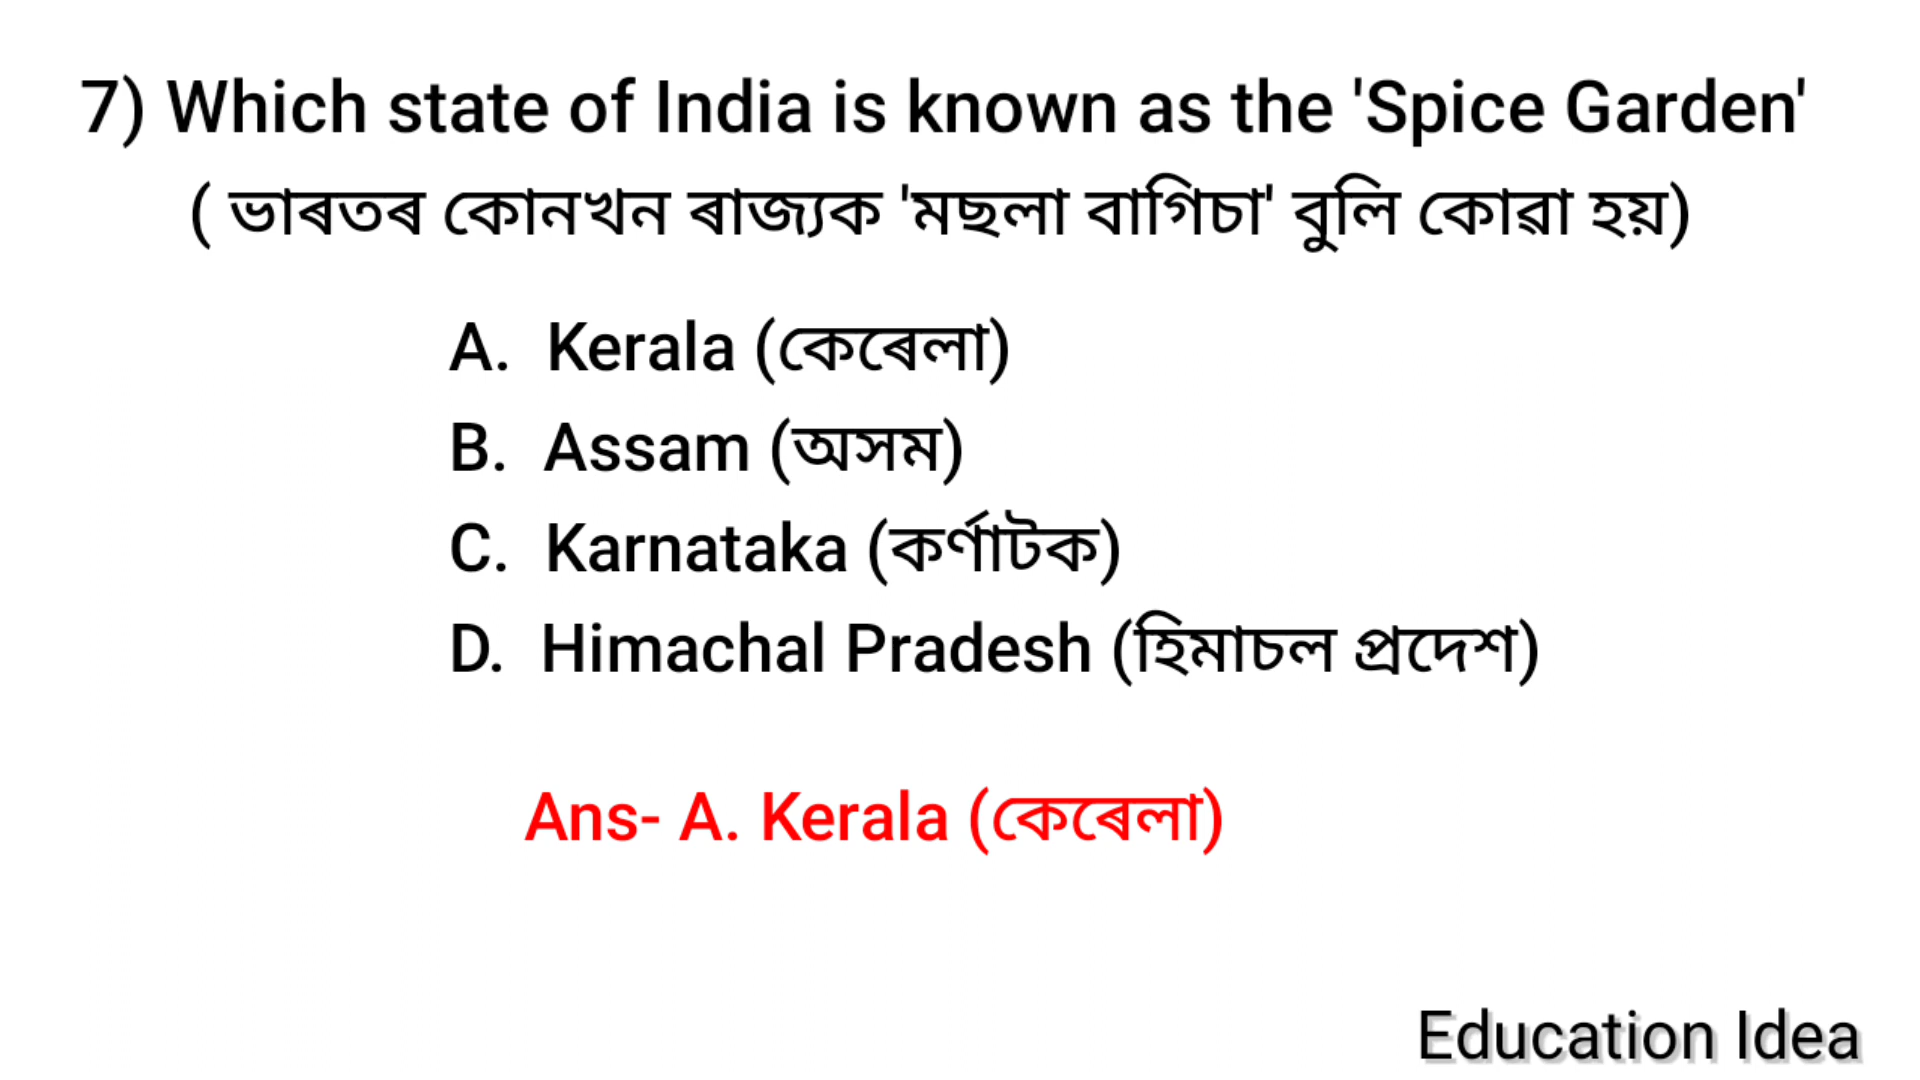 7) Which state of India is known as the 'Spice Garden'
( ভাৰতৰ কোনখন ৰাজ্যক 'মছলা বাগিচা' বুলি কোৱা হয়)
A. Kerala (কেৰেলা)
B. Assam (অসম)
C. Karnataka (কৰ্ণাটক)
D. Himachal Pradesh (হিমাচল প্ৰদেশ)
Ans- A. Kerala (কেৰেলা)
Education Idea